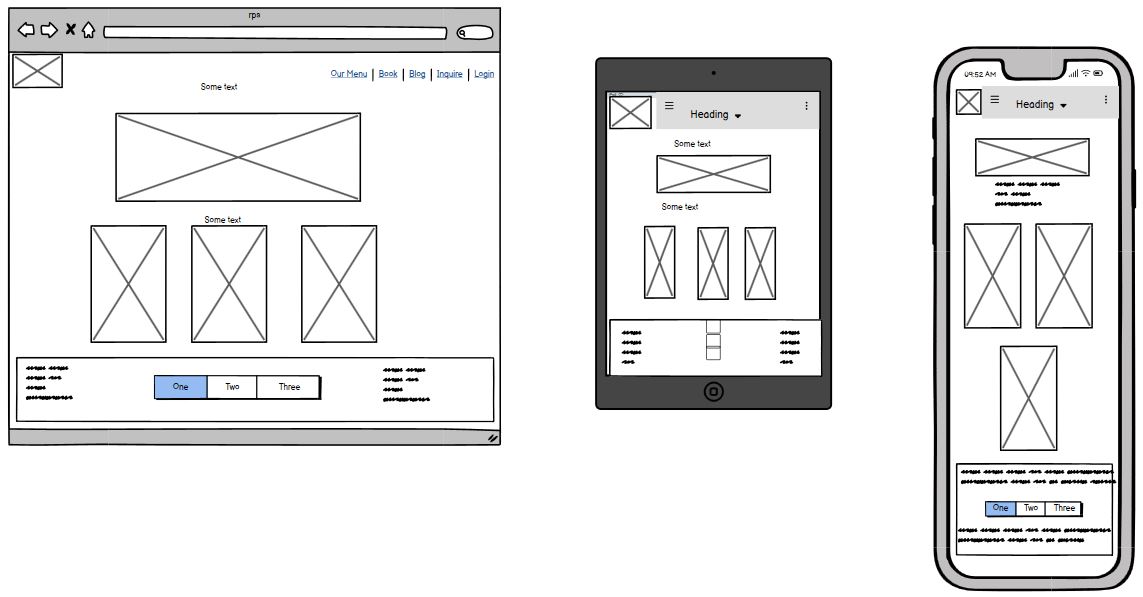 rps
Our Menu | Book | Blog | Inquire | Login
Some text
Some text
One Two Three
Heading
Some text
Some text
09:52 AM
Heading
One Two Three